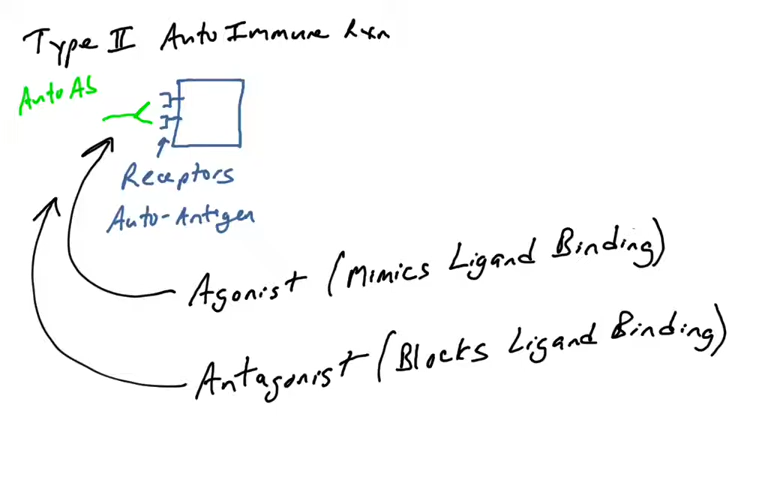 Type II Auto Immune Rxn
Auto Ab
Receptors
Auto-Antigen
Agonist (Mimics Ligand Binding)
Antagonist (Blocks Ligand Binding)